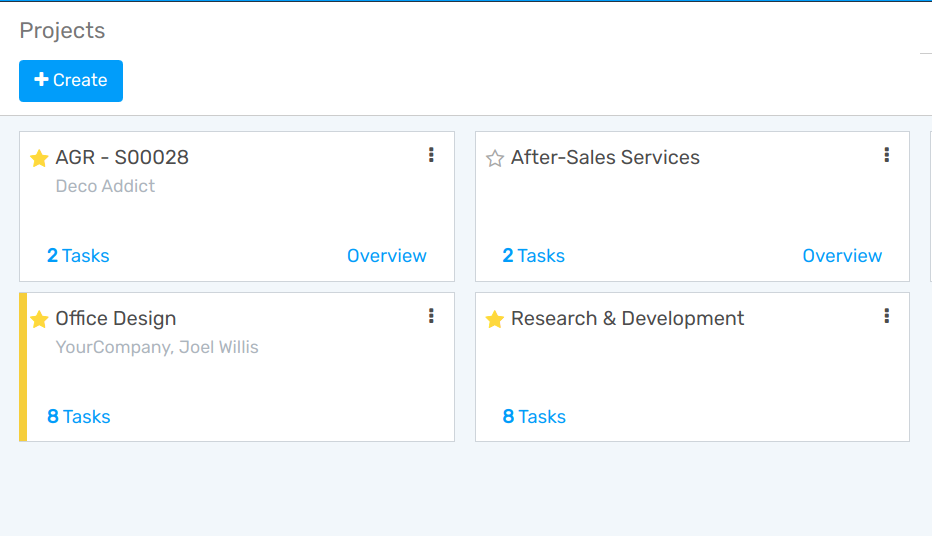 Projects
Create
AGR - S00028
Deco Addict
2 Tasks
Overview
After-Sales Services
2 Tasks
Overview
Office Design
YourCompany, Joel Willis
8 Tasks
Research & Development
8 Tasks